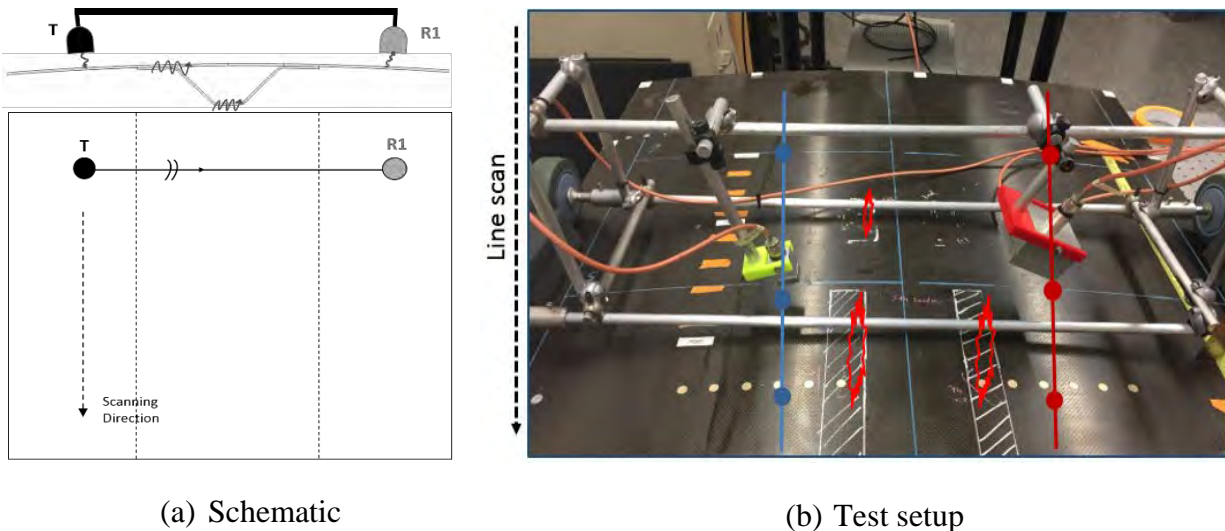 T
R1
T
R1
Scanning
Direction
Line scan
(a) Schematic
(b) Test setup